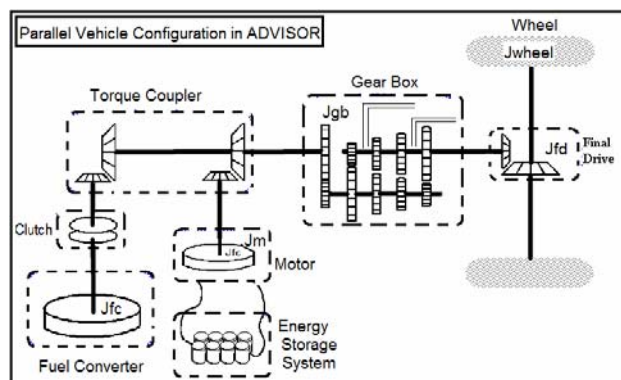 Parallel Vehicle Configuration in ADVISOR
Wheel
Jwheel
Gear Box
Torque Coupler
Jgb
Jfd
Final
Drive
Clutch
Jm
Jfc
Motor
Jfc
Energy
Storage
System
Fuel Converter